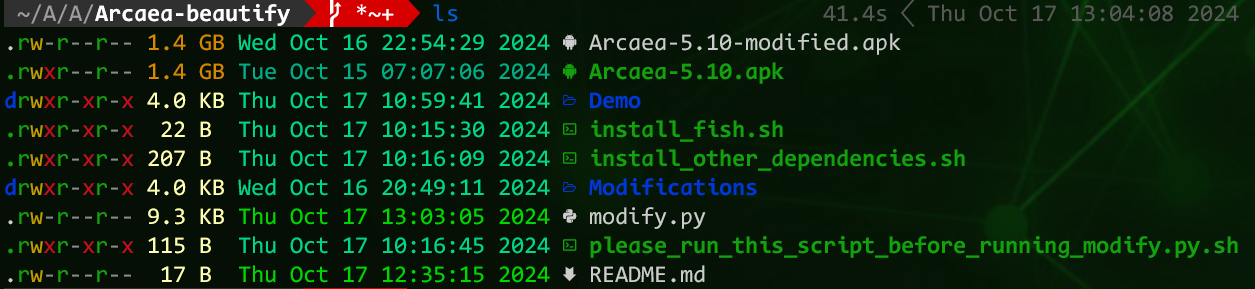 ~/A/A/Arcaea-beautify *~+ ls 41.4s Thu Oct 17 13:04:08 2024
.rw-r--r-- 1.4 GB Wed Oct 16 22:54:29 2024 Arcaea-5.10-modified.apk
.rwxr--r-- 1.4 GB Tue Oct 15 07:07:06 2024 Arcaea-5.10.apk
drwxr-xr-x 4.0 KB Thu Oct 17 10:59:41 2024 Demo
.rwxr-xr-x 22 B Thu Oct 17 10:15:30 2024 install_fish.sh
.rwxr-xr-x 207 B Thu Oct 17 10:16:09 2024 install_other_dependencies.sh
drwxr-xr-x 4.0 KB Wed Oct 16 20:49:11 2024 Modifications
.rw-r--r-- 9.3 KB Thu Oct 17 13:03:05 2024 modify.py
.rwxr-xr-x 115 B Thu Oct 17 10:16:45 2024 please_run_this_script_before_running_modify.py.sh
.rw-r--r-- 17 B Thu Oct 17 12:35:15 2024 README.md